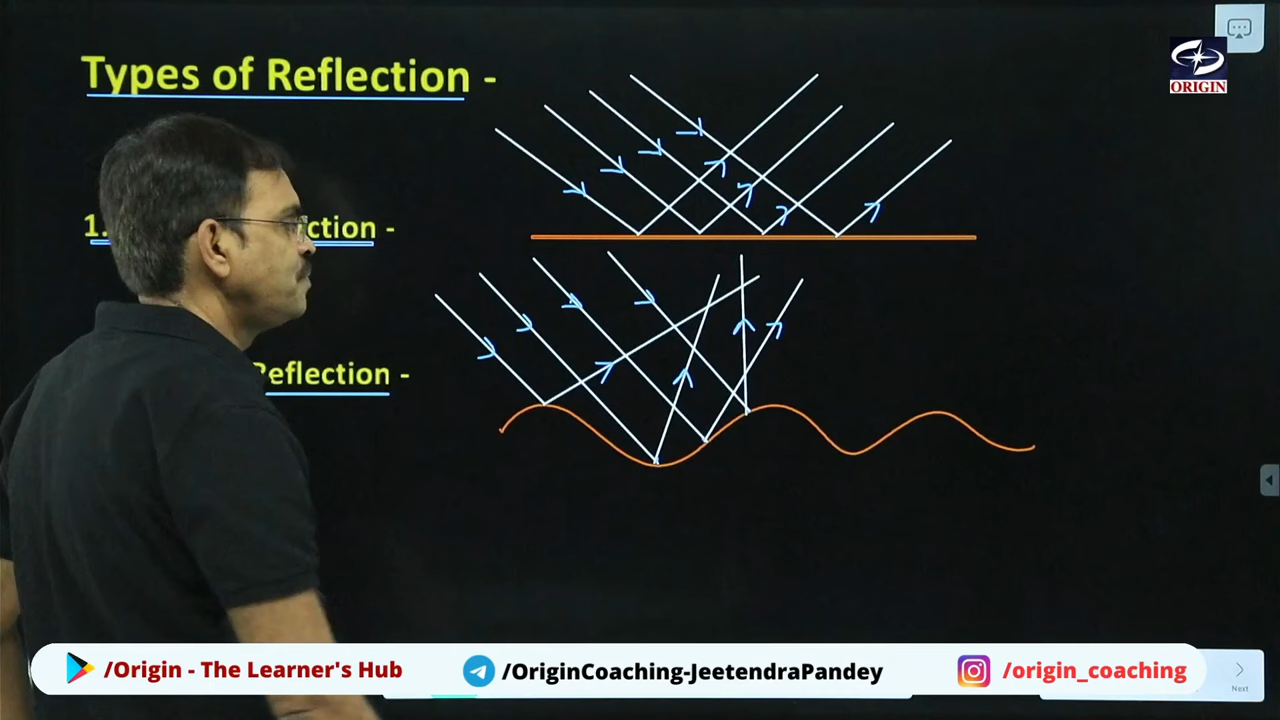 Types of Reflection -
ORIGIN
1. ction -
Reflection -
/Origin - The Learner's Hub
/OriginCoaching-JeetendraPandey
/origin_coaching
Next